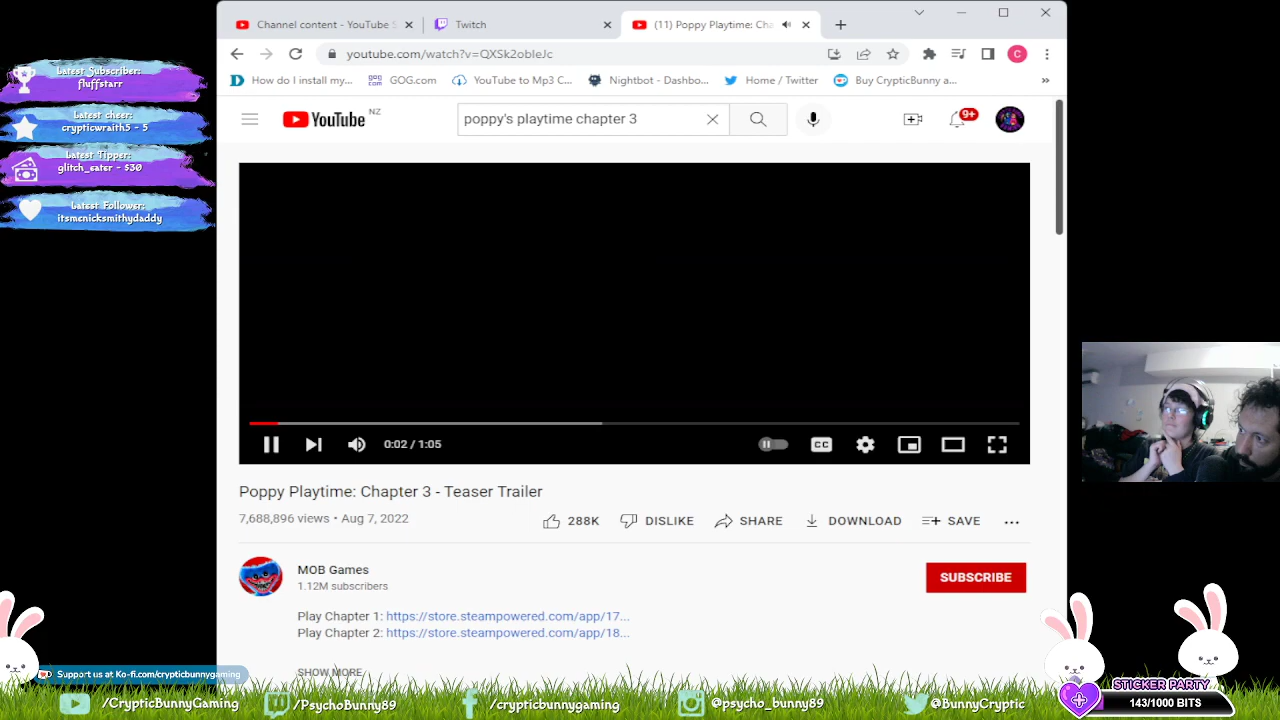 Channel content - YouTube S
Twitch
(11) Poppy Playtime: Cha
youtube.com/watch?v=QXSk2obleJc
How do I install my...
GOG.com
YouTube to Mp3 C...
Nightbot - Dashbo...
Home / Twitter
Buy CrypticBunny a...
»
YouTube NZ
poppy's playtime chapter 3
9+
C
Latest Subscriber:
fluffstarr
Latest cheer:
crypticwraith5 - 5
Latest Tipper:
glitch_eater - $30
Latest Follower:
itsmenicksmithydaddy
0:02 / 1:05
CC
Poppy Playtime: Chapter 3 - Teaser Trailer
7,688,896 views • Aug 7, 2022
288K
DISLIKE
SHARE
DOWNLOAD
SAVE
...
MOB Games
1.12M subscribers
SUBSCRIBE
Play Chapter 1: https://store.steampowered.com/app/17...
Play Chapter 2: https://store.steampowered.com/app/18...
SHOW MORE
Support us at Ko-fi.com/crypticbunnygaming
/CrypticBunnyGaming
/PsychoBunny89
/crypticbunnygaming
@psycho_bunny89
@BunnyCryptic
STICKER PARTY
143/1000 BITS